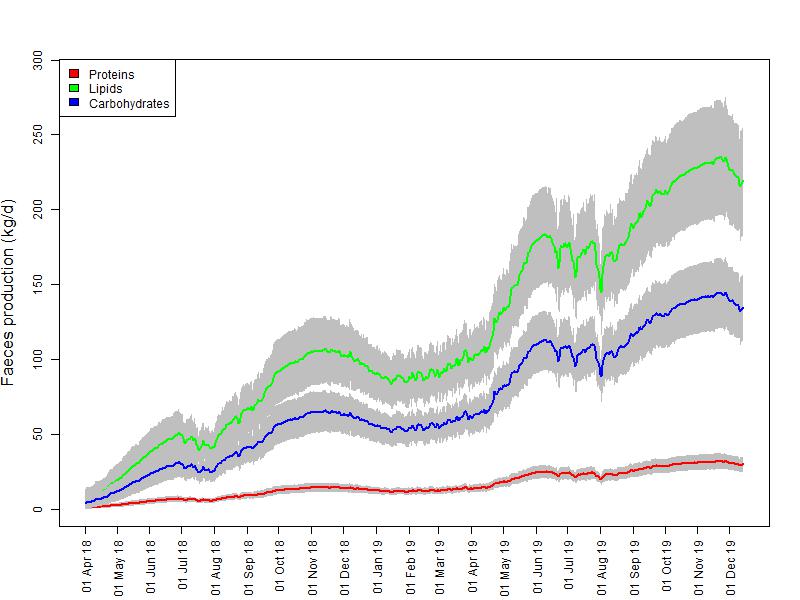 Faeces production (kg/d)
300
250
200
150
100
50
0
Proteins
Lipids
Carbohydrates
01 Apr 18
01 May 18
01 Jun 18
01 Jul 18
01 Aug 18
01 Sep 18
01 Oct 18
01 Nov 18
01 Dec 18
01 Jan 19
01 Feb 19
01 Mar 19
01 Apr 19
01 May 19
01 Jun 19
01 Jul 19
01 Aug 19
01 Sep 19
01 Oct 19
01 Nov 19
01 Dec 19